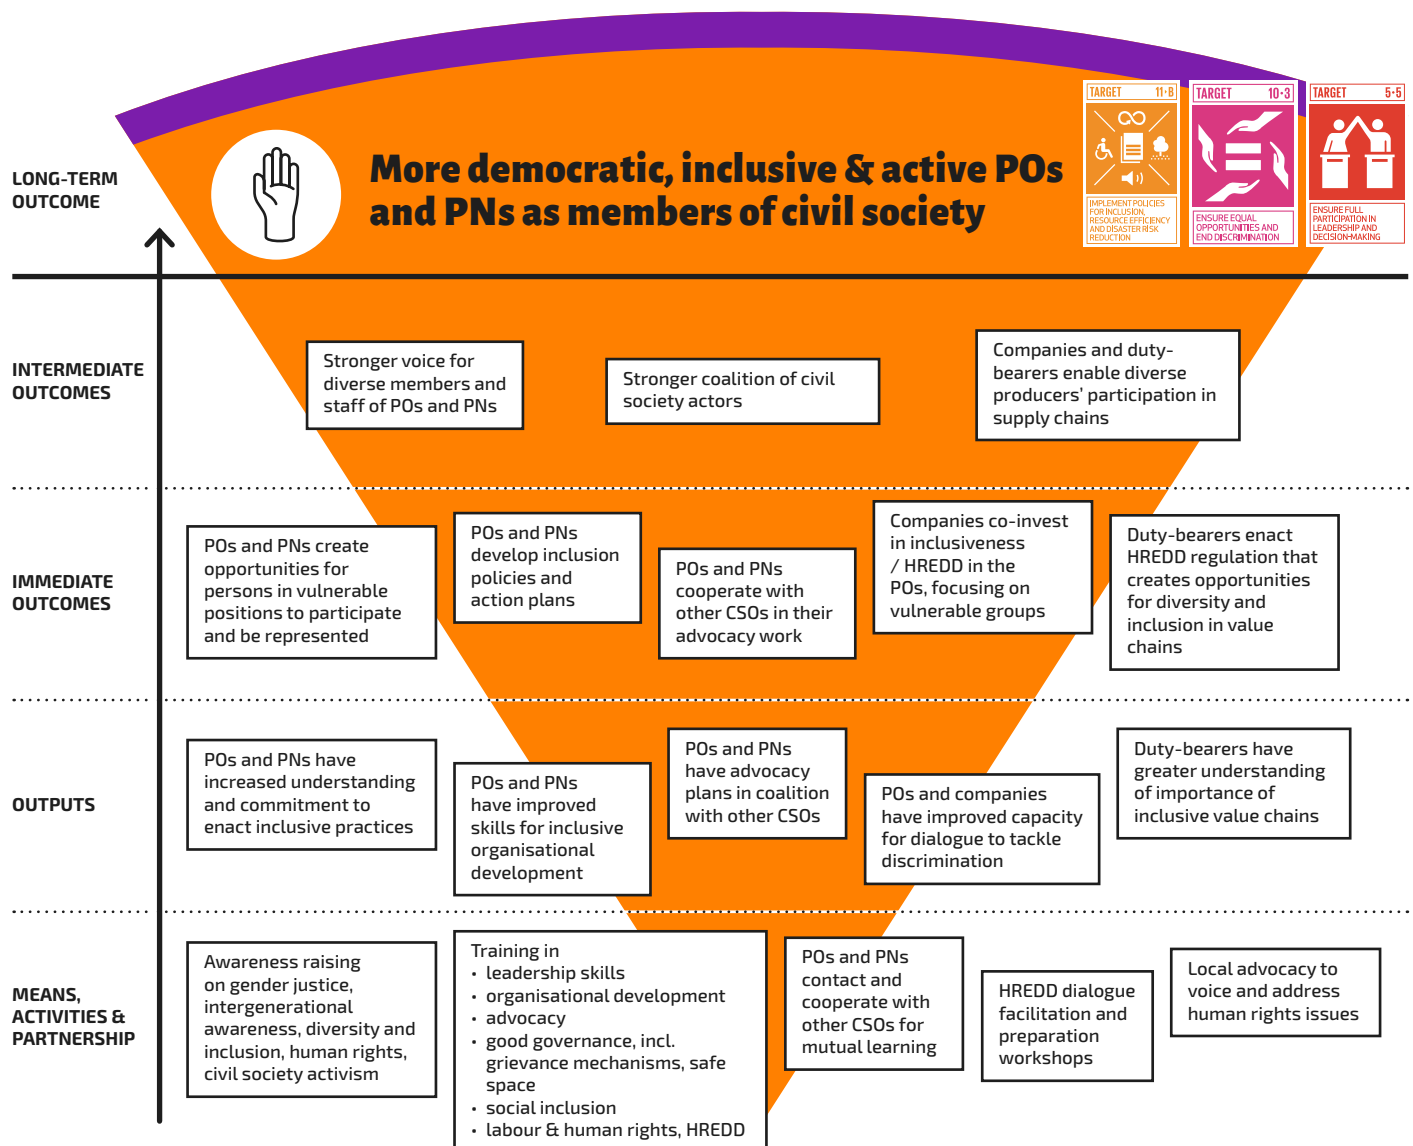 TARGET 11·B
TARGET 10·3
TARGET 5·5
LONG-TERM
OUTCOME
More democratic, inclusive & active POs
and PNs as members of civil society
IMPLEMENT POLICIES
FOR INCLUSION,
RESOURCE EFFICIENCY
AND DISASTER RISK
REDUCTION
ENSURE EQUAL
OPPORTUNITIES AND
END DISCRIMINATION
ENSURE FULL
PARTICIPATION IN
LEADERSHIP AND
DECISION-MAKING
INTERMEDIATE
OUTCOMES
Stronger voice for
diverse members and
staff of POs and PNs
Stronger coalition of civil
society actors
Companies and duty-
bearers enable diverse
producers’ participation in
supply chains
IMMEDIATE
OUTCOMES
POs and PNs create
opportunities for
persons in vulnerable
positions to participate
and be represented
POs and PNs
develop inclusion
policies and
action plans
POs and PNs
cooperate with
other CSOs in their
advocacy work
Companies co-invest
in inclusiveness
/ HREDD in the
POs, focusing on
vulnerable groups
Duty-bearers enact
HREDD regulation that
creates opportunities
for diversity and
inclusion in value
chains
OUTPUTS
POs and PNs have
increased understanding
and commitment to
enact inclusive practices
POs and PNs
have improved
skills for inclusive
organisational
development
POs and PNs
have advocacy
plans in coalition
with other CSOs
POs and companies
have improved capacity
for dialogue to tackle
discrimination
Duty-bearers have
greater understanding
of importance of
inclusive value chains
MEANS,
ACTIVITIES &
PARTNERSHIP
Awareness raising
on gender justice,
intergenerational
awareness, diversity and
inclusion, human rights,
civil society activism
Training in
• leadership skills
• organisational development
• advocacy
• good governance, incl.
grievance mechanisms, safe
space
• social inclusion
• labour & human rights, HREDD
POs and PNs
contact and
cooperate with
other CSOs for
mutual learning
HREDD dialogue
facilitation and
preparation
workshops
Local advocacy to
voice and address
human rights issues